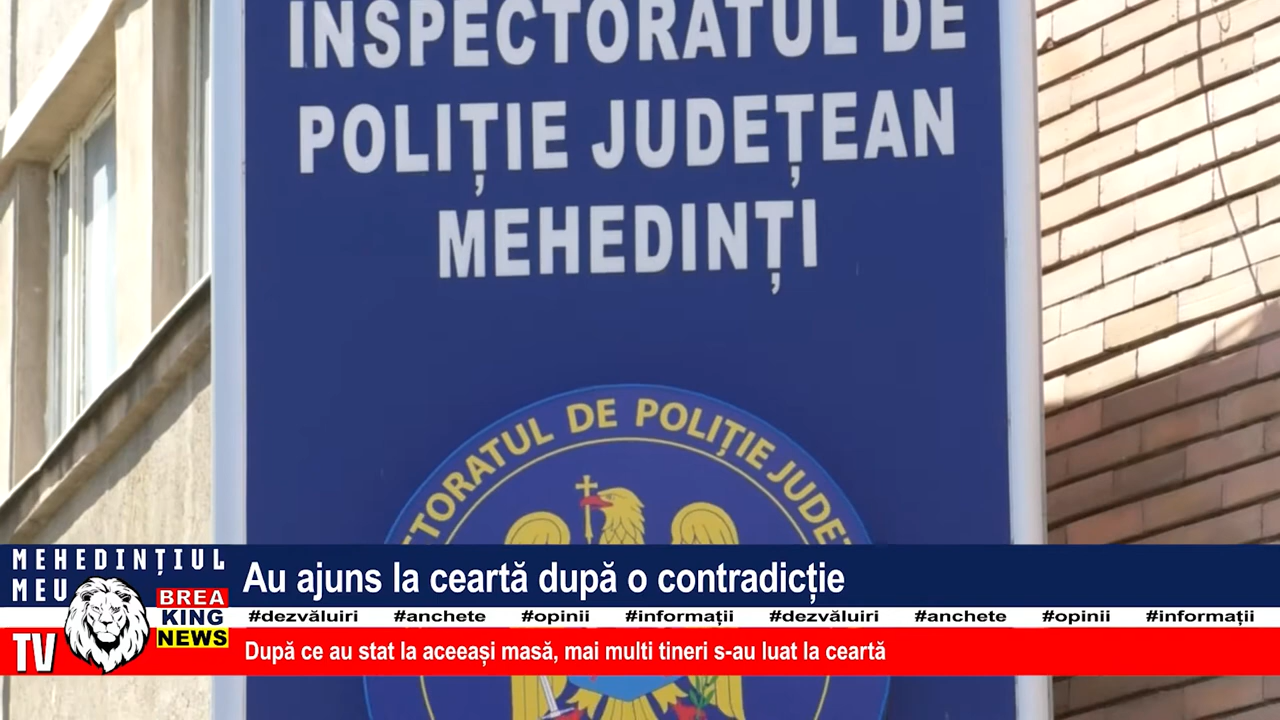 INSPECTORATUL DE
POLIȚIE JUDEȚEAN
MEHEDINȚI
INSPECTORATUL DE POLIȚIE JUDEȚE
MEHEDINȚIUL
MEU
TV
BREA
KING
NEWS
Au ajuns la ceartă după o contradicție
#dezvăluiri #anchete #opinii #informații #dezvăluiri #anchete #opinii #informații
După ce au stat la aceeași masă, mai multi tineri s-au luat la ceartă